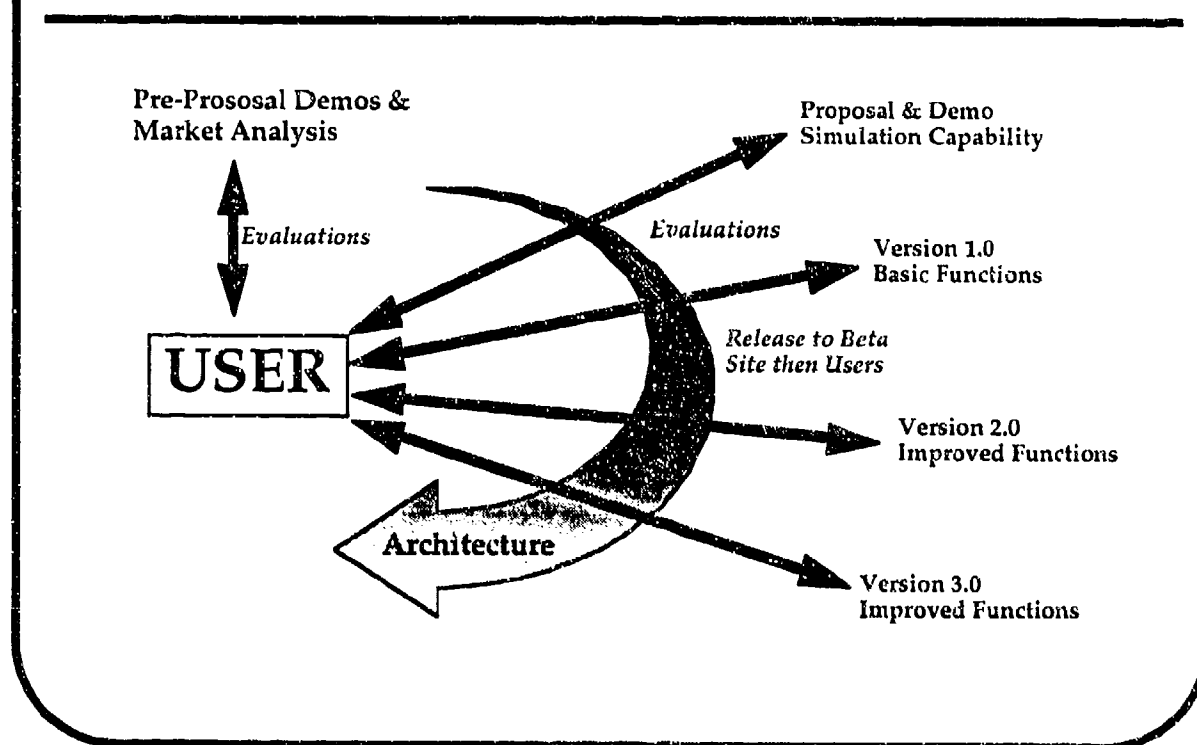 Pre-Prososal Demos &
Market Analysis
Proposal & Demo
Simulation Capability
Evaluations
Evaluations
Version 1.0
Basic Functions
Release to Beta
Site then Users
USER
Version 2.0
Improved Functions
Architecture
Version 3.0
Improved Functions